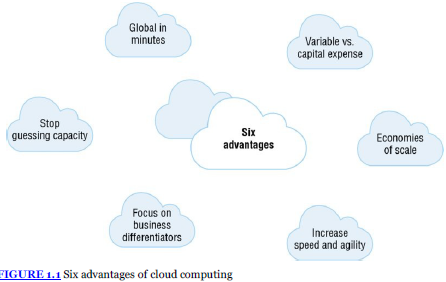 Global in
minutes
Variable vs.
capital expense
Stop
guessing capacity
Six
advantages
Economies
of scale
Focus on
business
differentiators
Increase
speed and agility
FIGURE 1.1 Six advantages of cloud computing